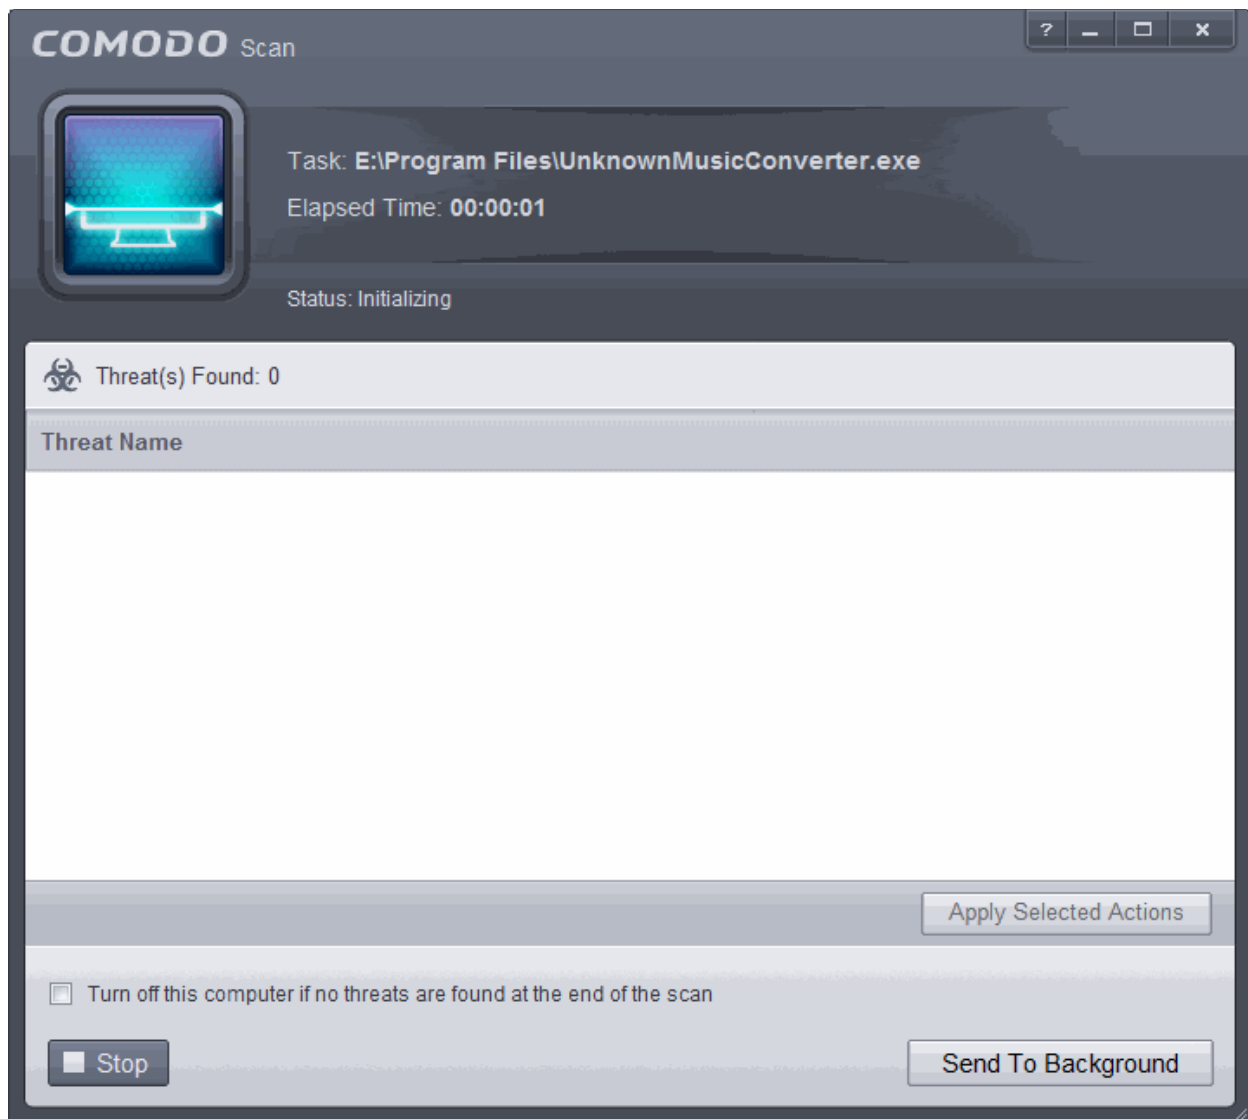 COMODO Scan
?
Task: E:\Program Files\UnknownMusicConverter.exe
Elapsed Time: 00:00:01
Status: Initializing
Threat(s) Found: 0
Threat Name
Apply Selected Actions
Turn off this computer if no threats are found at the end of the scan
Stop
Send To Background